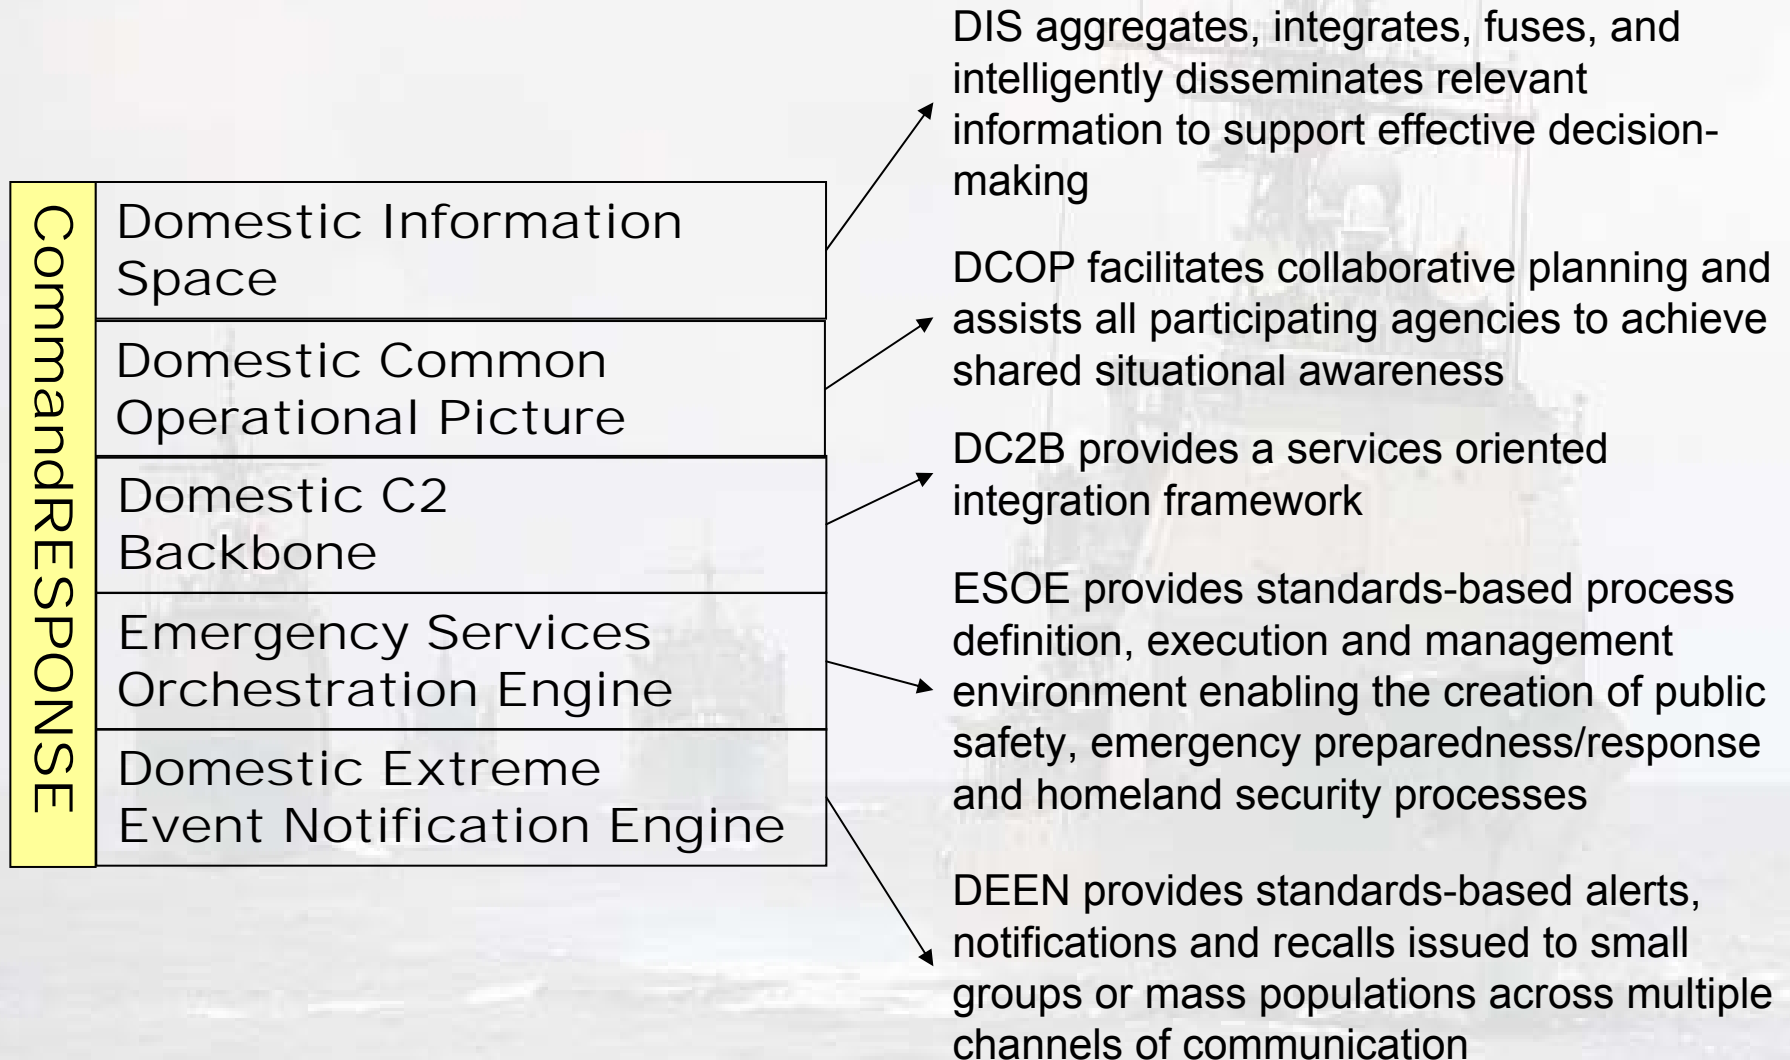 CommandRESPONSE
Domestic Information
Space
Domestic Common
Operational Picture
Domestic C2
Backbone
Emergency Services
Orchestration Engine
Domestic Extreme
Event Notification Engine
DIS aggregates, integrates, fuses, and
intelligently disseminates relevant
information to support effective decision-
making
DCOP facilitates collaborative planning and
assists all participating agencies to achieve
shared situational awareness
DC2B provides a services oriented
integration framework
ESOE provides standards-based process
definition, execution and management
environment enabling the creation of public
safety, emergency preparedness/response
and homeland security processes
DEEN provides standards-based alerts,
notifications and recalls issued to small
groups or mass populations across multiple
channels of communication